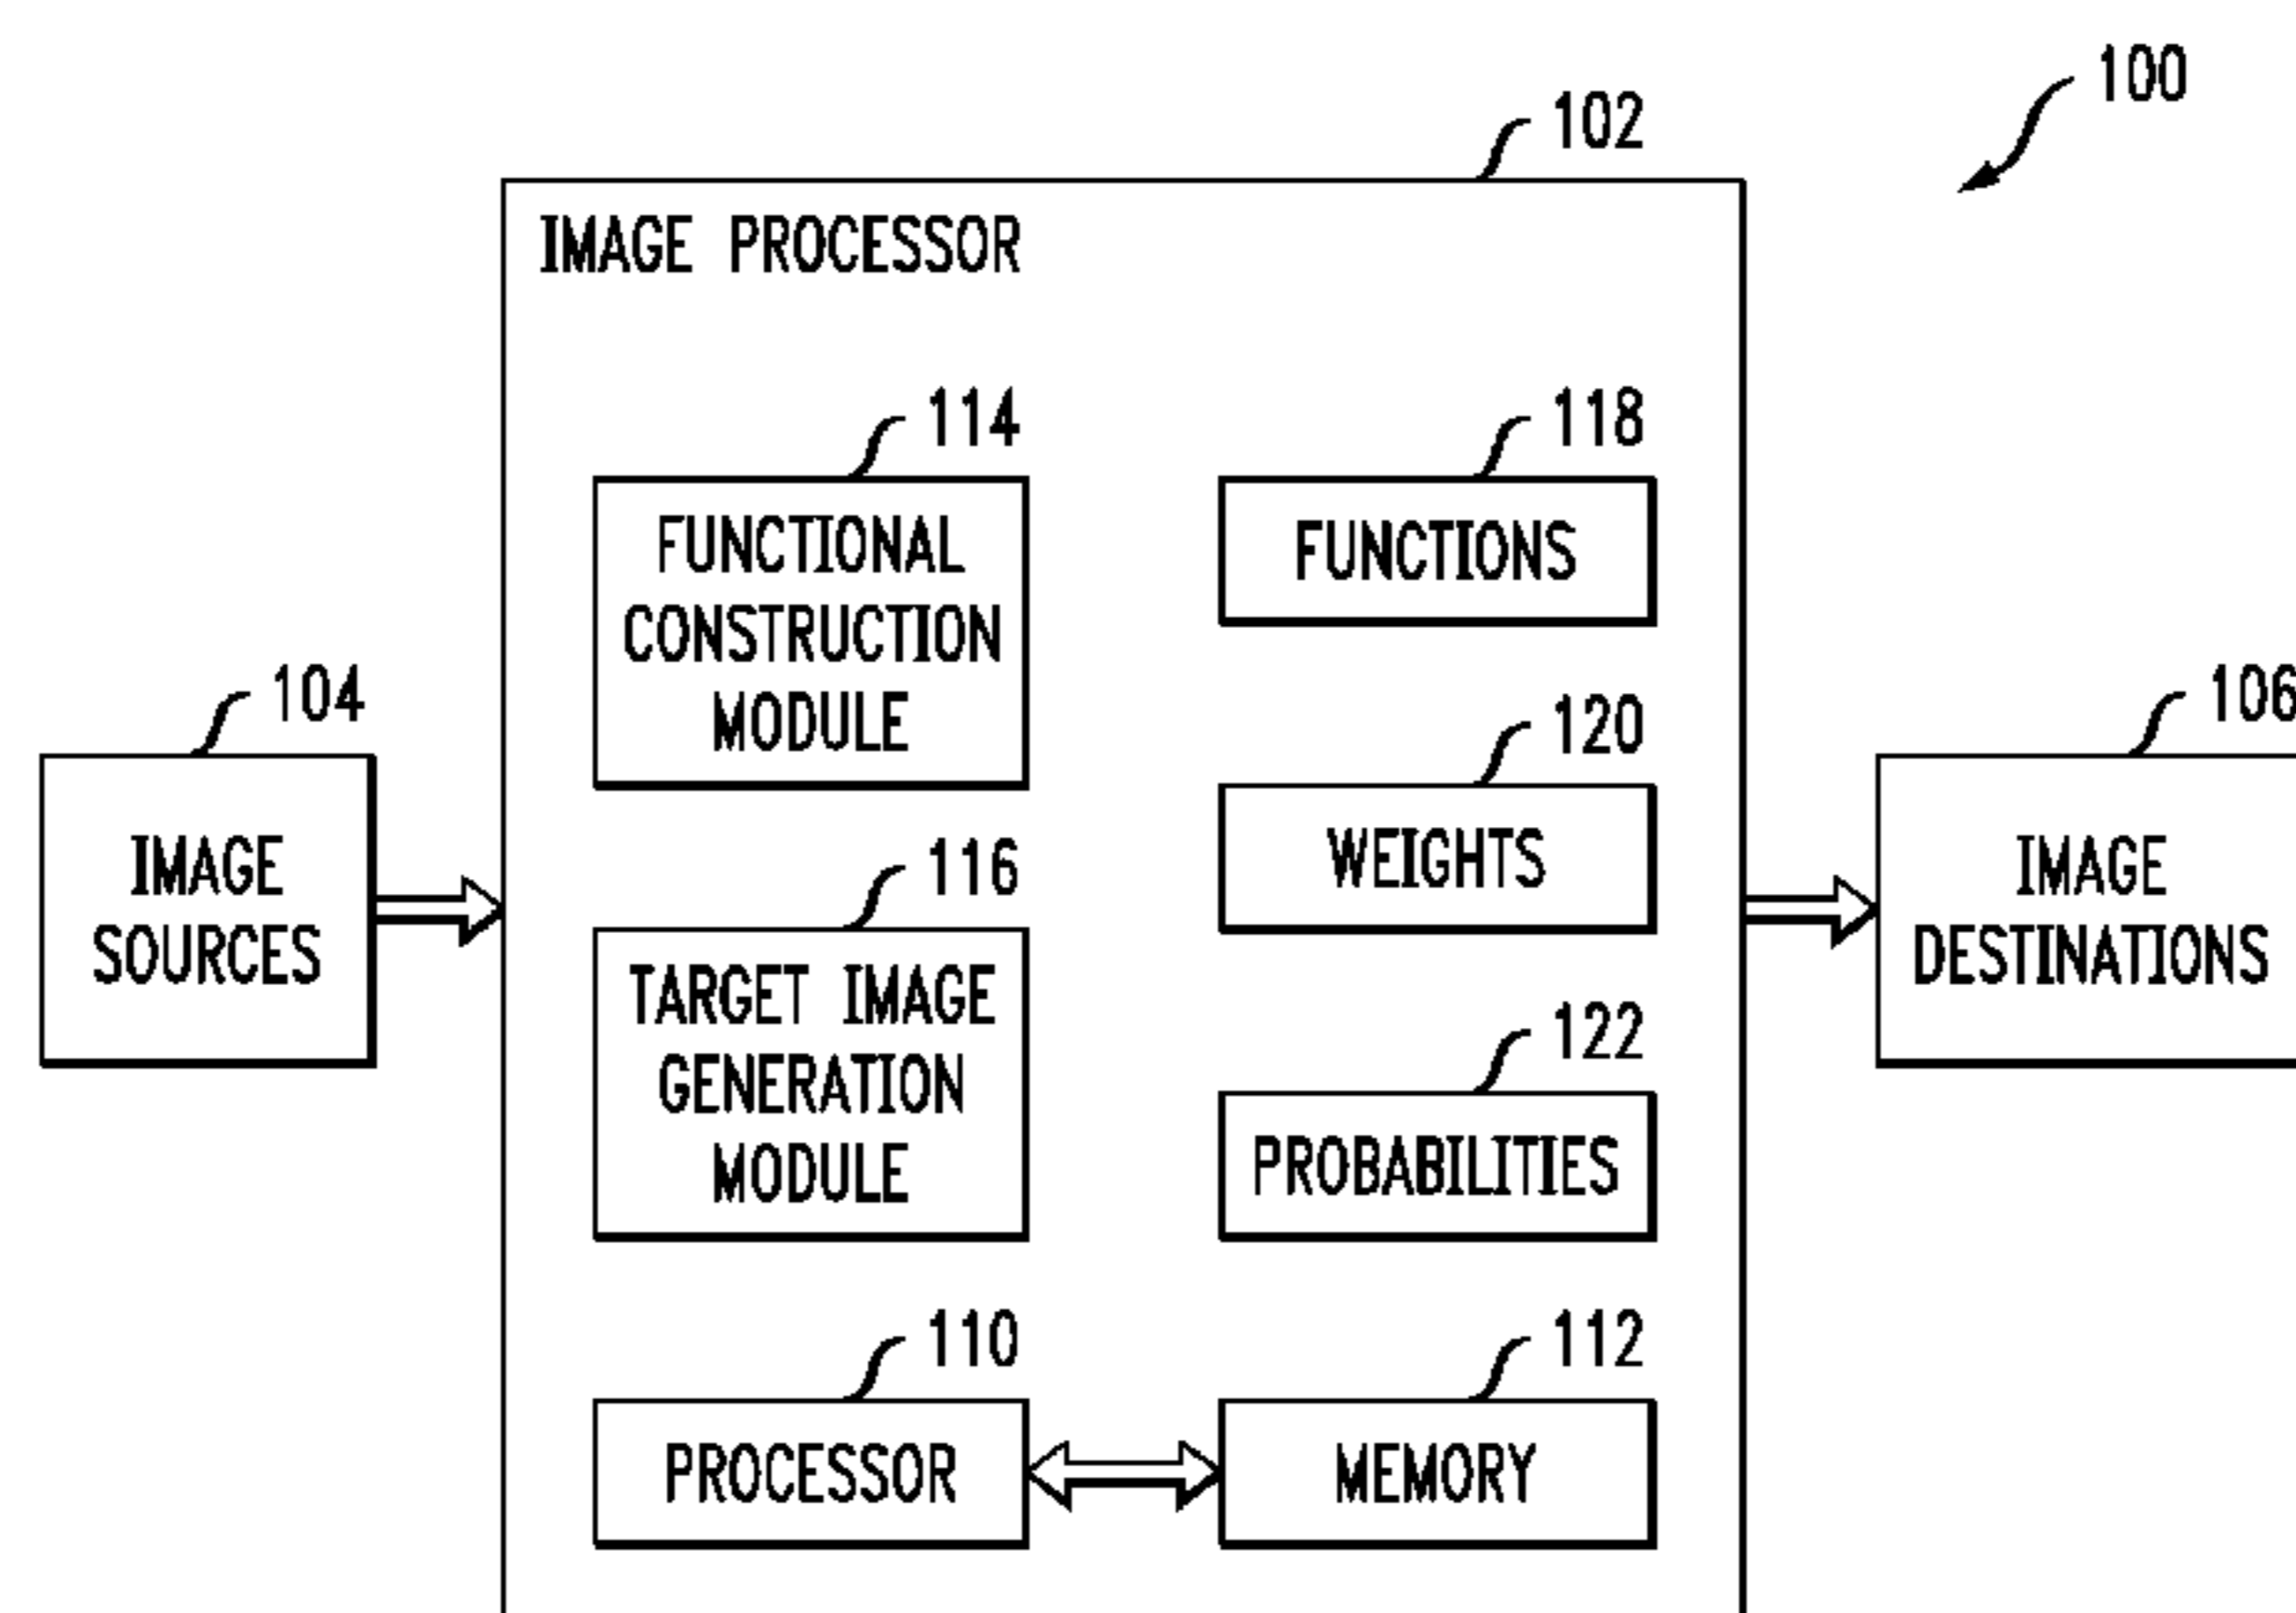 100
102
IMAGE PROCESSOR
114
118
FUNCTIONAL
CONSTRUCTION
MODULE
FUNCTIONS
104
120
106
IMAGE
SOURCES
WEIGHTS
IMAGE
DESTINATIONS
116
TARGET IMAGE
GENERATION
MODULE
122
PROBABILITIES
110
112
PROCESSOR
MEMORY